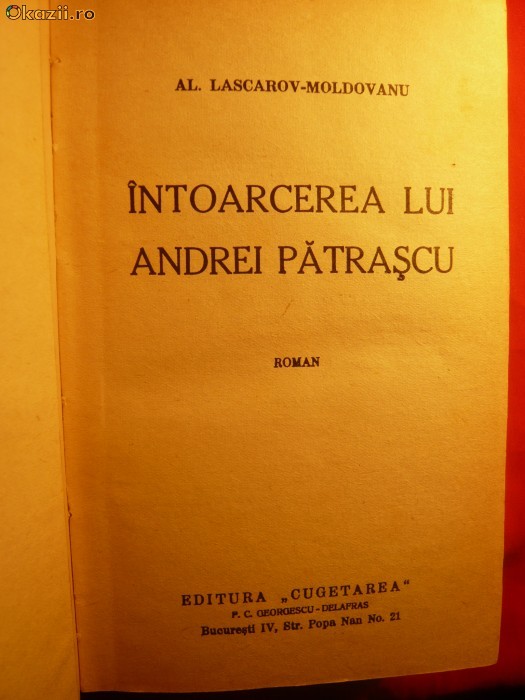 Okazii.ro
AL. LASCAROV-MOLDOVANU
ÎNTOARCEREA LUI
ANDREI PĂTRAŞCU
ROMAN
EDITURA „CUGETAREA"
P. C. GEORGESCU-DELAFRAS
Bucureşti IV, Str. Popa Nan No. 21